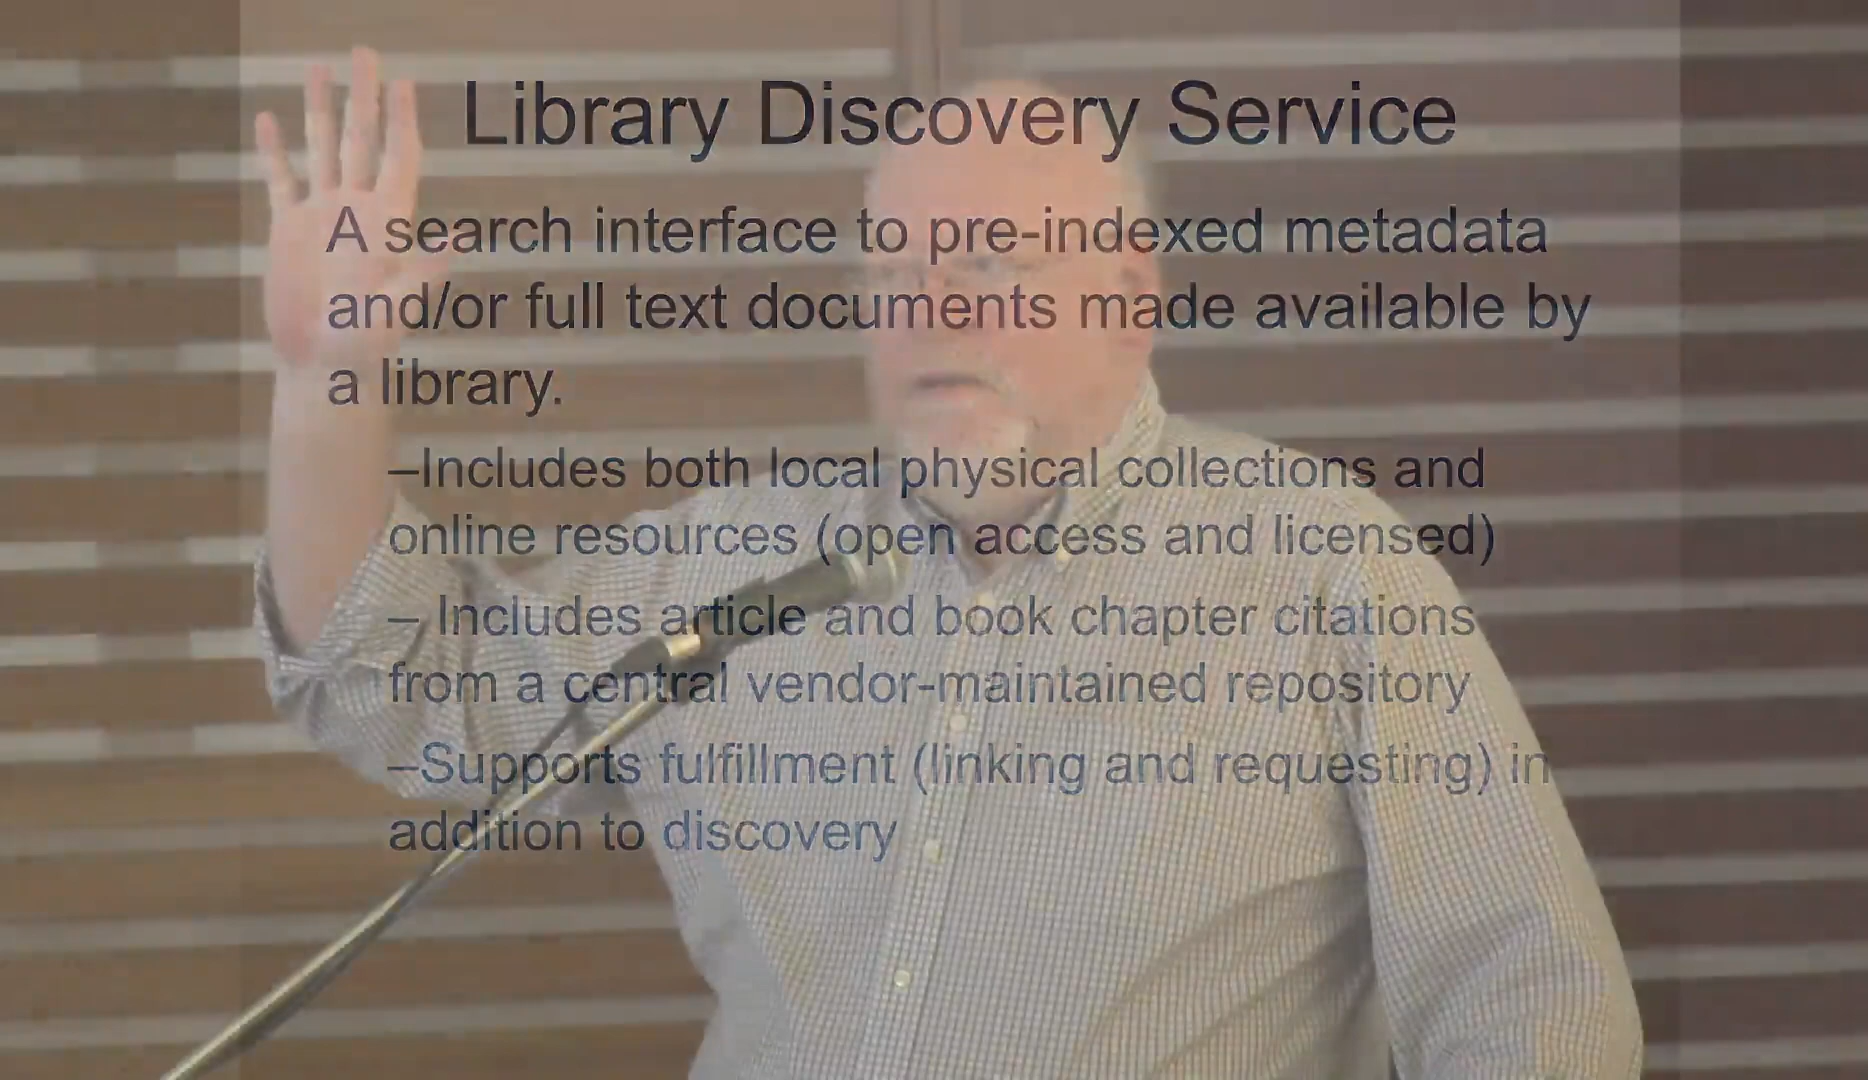 Library Discovery Service
A search interface to pre-indexed metadata
and/or full text documents made available by
a library.
–Includes both local physical collections and
online resources (open access and licensed)
– Includes article and book chapter citations
from a central vendor-maintained repository
–Supports fulfillment (linking and requesting) in
addition to discovery